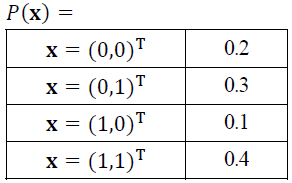 P(x) =
x = (0,0)ᵀ 0.2
x = (0,1)ᵀ 0.3
x = (1,0)ᵀ 0.1
x = (1,1)ᵀ 0.4